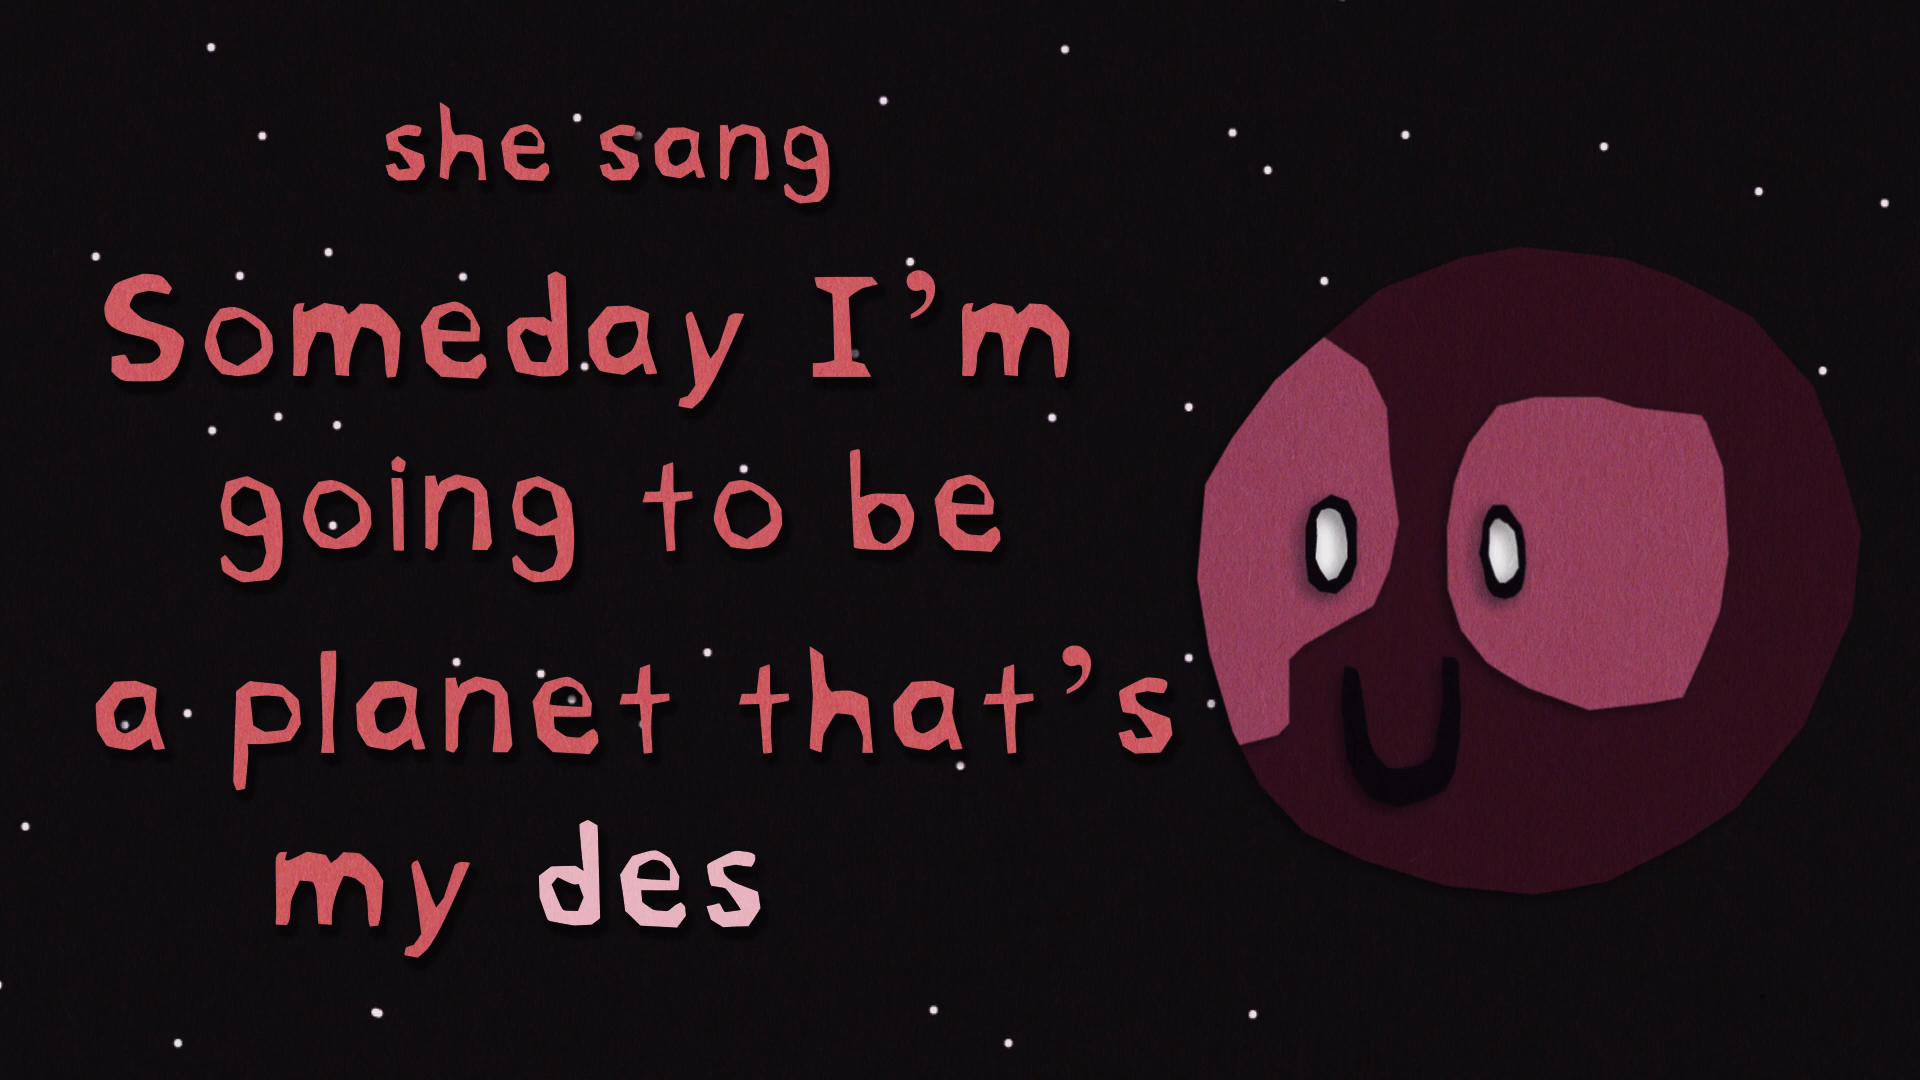 she sang
Someday I’m
going to be
a planet that’s
my des